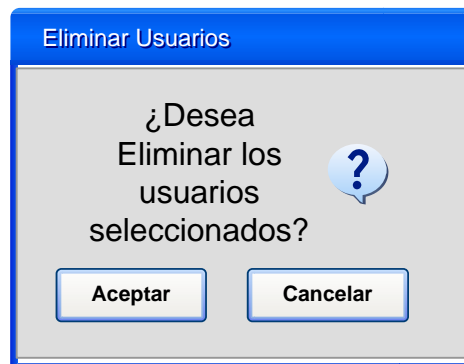 Eliminar Usuarios
¿Desea
Eliminar los
usuarios
seleccionados?
?
Aceptar
Cancelar